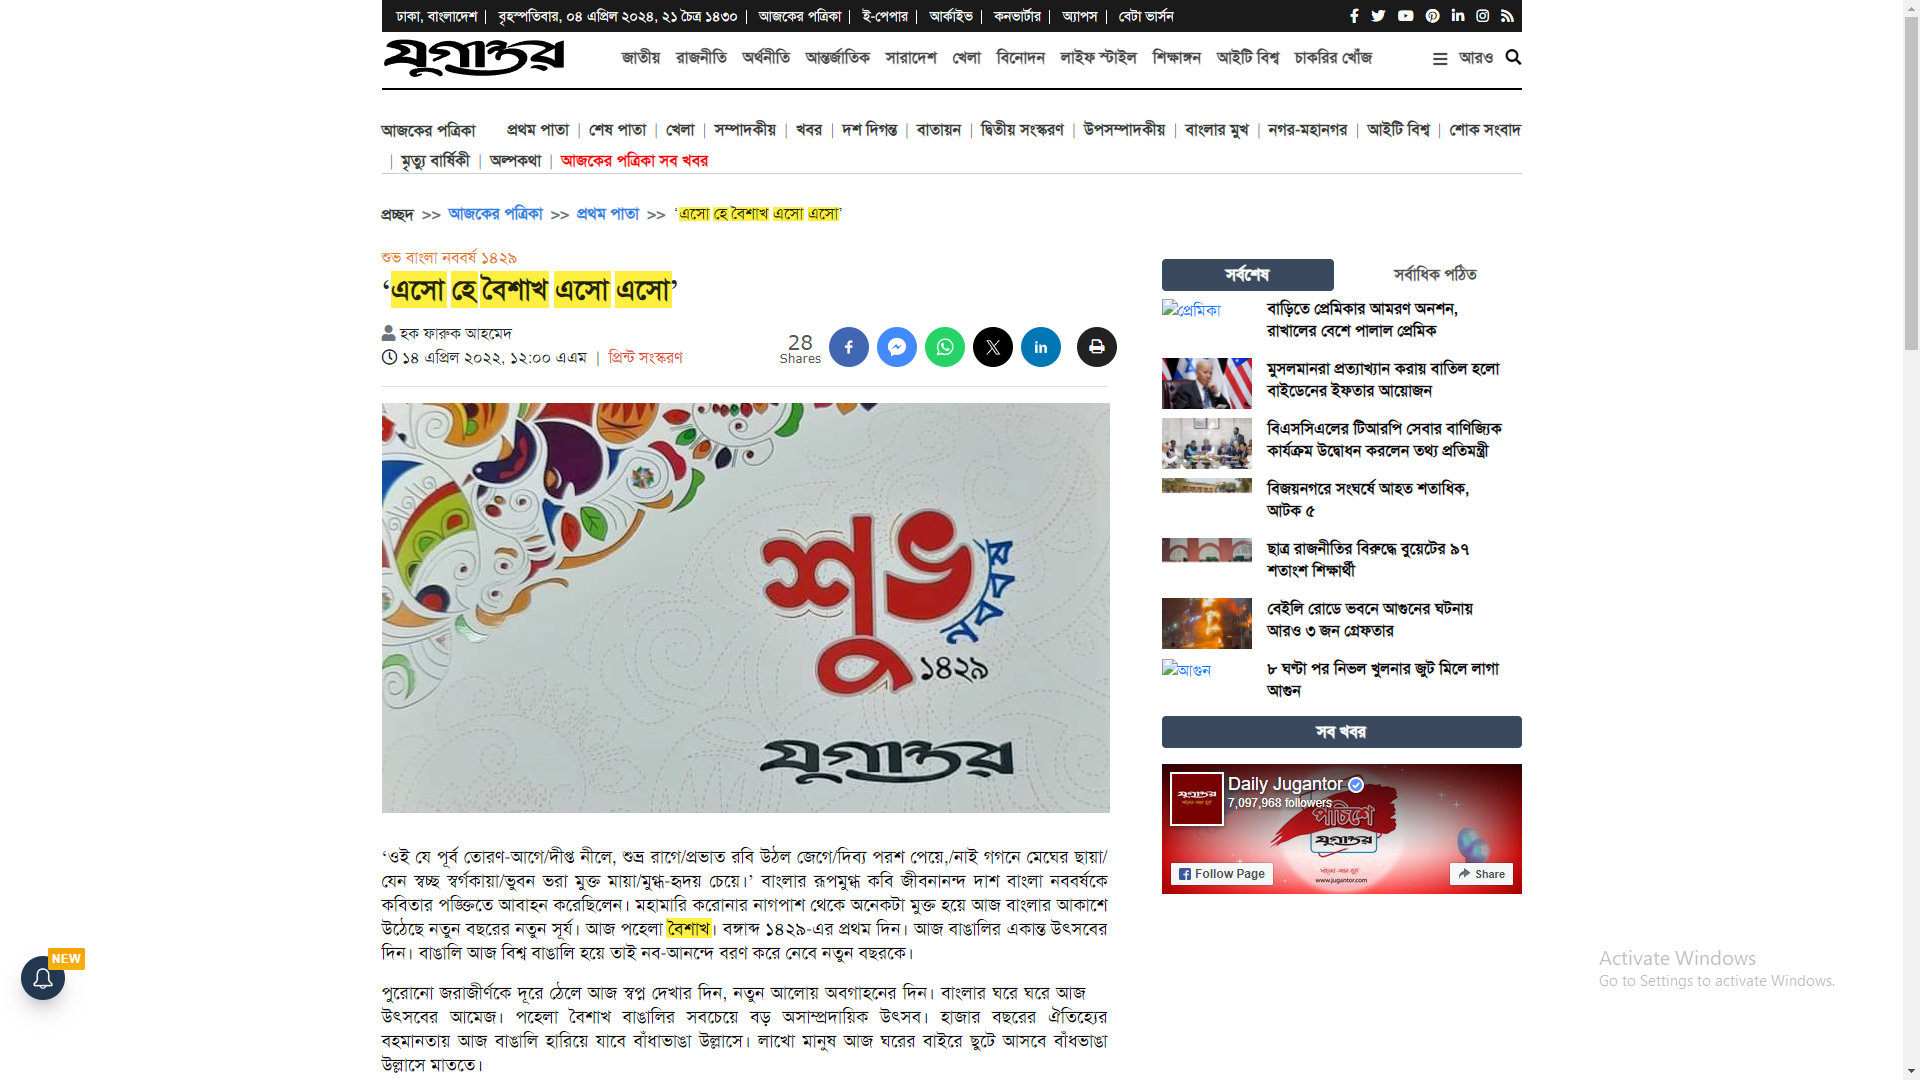 ঢাকা, বাংলাদেশ | বৃহস্পতিবার, ০৪ এপ্রিল ২০২৪, ২১ চৈত্র ১৪৩০ | আজকের পত্রিকা | ই-পেপার | আর্কাইভ | কনভার্টার | অ্যাপস | বেটা ভার্সন
যুগান্তর
জাতীয় রাজনীতি অর্থনীতি আন্তর্জাতিক সারাদেশ খেলা বিনোদন লাইফ স্টাইল শিক্ষাঙ্গন আইটি বিশ্ব চাকরির খোঁজ আরও
আজকের পত্রিকা প্রথম পাতা | শেষ পাতা | খেলা | সম্পাদকীয় | খবর | দশ দিগন্ত | বাতায়ন | দ্বিতীয় সংস্করণ | উপসম্পাদকীয় | বাংলার মুখ | নগর-মহানগর | আইটি বিশ্ব | শোক সংবাদ
| মৃত্যু বার্ষিকী | অল্পকথা | আজকের পত্রিকা সব খবর
প্রচ্ছদ >> আজকের পত্রিকা >> প্রথম পাতা >> ‘এসো হে বৈশাখ এসো এসো’
শুভ বাংলা নববর্ষ ১৪২৯
‘এসো হে বৈশাখ এসো এসো’
হক ফারুক আহমেদ
১৪ এপ্রিল ২০২২, ১২:০০ এএম | প্রিন্ট সংস্করণ
28
Shares
শুভ
নববর্ষ
১৪২৯
যুগান্তর
‘ওই যে পূর্ব তোরণ-আগে/দীপ্ত নীলে, শুভ্র রাগে/প্রভাত রবি উঠল জেগে/দিব্য পরশ পেয়ে,/নাই গগনে মেঘের ছায়া/
যেন স্বচ্ছ স্বর্গকায়া/ভুবন ভরা মুক্ত মায়া/মুগ্ধ-হৃদয় চেয়ে।’ বাংলার রূপমুগ্ধ কবি জীবনানন্দ দাশ বাংলা নববর্ষকে
কবিতার পঙ্ক্তিতে আবাহন করেছিলেন। মহামারি করোনার নাগপাশ থেকে অনেকটা মুক্ত হয়ে আজ বাংলার আকাশে
উঠেছে নতুন বছরের নতুন সূর্য। আজ পহেলা বৈশাখ। বঙ্গাব্দ ১৪২৯-এর প্রথম দিন। আজ বাঙালির একান্ত উৎসবের
দিন। বাঙালি আজ বিশ্ব বাঙালি হয়ে তাই নব-আনন্দে বরণ করে নেবে নতুন বছরকে।
পুরোনো জরাজীর্ণকে দূরে ঠেলে আজ স্বপ্ন দেখার দিন, নতুন আলোয় অবগাহনের দিন। বাংলার ঘরে ঘরে আজ
উৎসবের আমেজ। পহেলা বৈশাখ বাঙালির সবচেয়ে বড় অসাম্প্রদায়িক উৎসব। হাজার বছরের ঐতিহ্যের
বহমানতায় আজ বাঙালি হারিয়ে যাবে বাঁধাভাঙা উল্লাসে। লাখো মানুষ আজ ঘরের বাইরে ছুটে আসবে বাঁধভাঙা
উল্লাসে মাততে।
সর্বশেষ সর্বাধিক পঠিত
প্রেমিকা
বাড়িতে প্রেমিকার আমরণ অনশন,
রাখালের বেশে পালাল প্রেমিক
মুসলমানরা প্রত্যাখ্যান করায় বাতিল হলো
বাইডেনের ইফতার আয়োজন
বিএসসিএলের টিআরপি সেবার বাণিজ্যিক
কার্যক্রম উদ্বোধন করলেন তথ্য প্রতিমন্ত্রী
বিজয়নগরে সংঘর্ষে আহত শতাধিক,
আটক ৫
ছাত্র রাজনীতির বিরুদ্ধে বুয়েটের ৯৭
শতাংশ শিক্ষার্থী
বেইলি রোডে ভবনে আগুনের ঘটনায়
আরও ৩ জন গ্রেফতার
আগুন
৮ ঘণ্টা পর নিভল খুলনার জুট মিলে লাগা
আগুন
সব খবর
যুগান্তর
Daily Jugantor
7,097,968 followers
পঁচিশে
যুগান্তর
www.jugantor.com
Follow Page
Share
NEW
Activate Windows
Go to Settings to activate Windows.